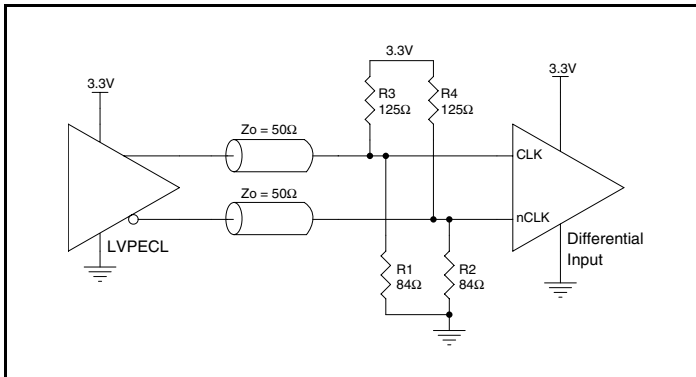 3.3V
3.3V
3.3V
R3
125Ω
R4
125Ω
Zo = 50Ω
CLK
Zo = 50Ω
nCLK
LVPECL
Differential
Input
R1
84Ω
R2
84Ω